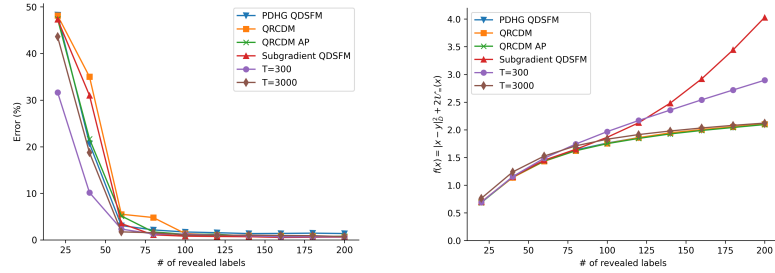 50
40
30
20
10
0
Error (%)
25
50
75
100
125
150
175
200
# of revealed labels
PDHG QDSFM
QRCDM
QRCDM AP
Subgradient QDSFM
T=300
T=3000
4.0
3.5
3.0
2.5
2.0
1.5
1.0
0.5
0.0
25
50
75
100
125
150
175
200
# of revealed labels
PDHG QDSFM
QRCDM
QRCDM AP
Subgradient QDSFM
T=300
T=3000